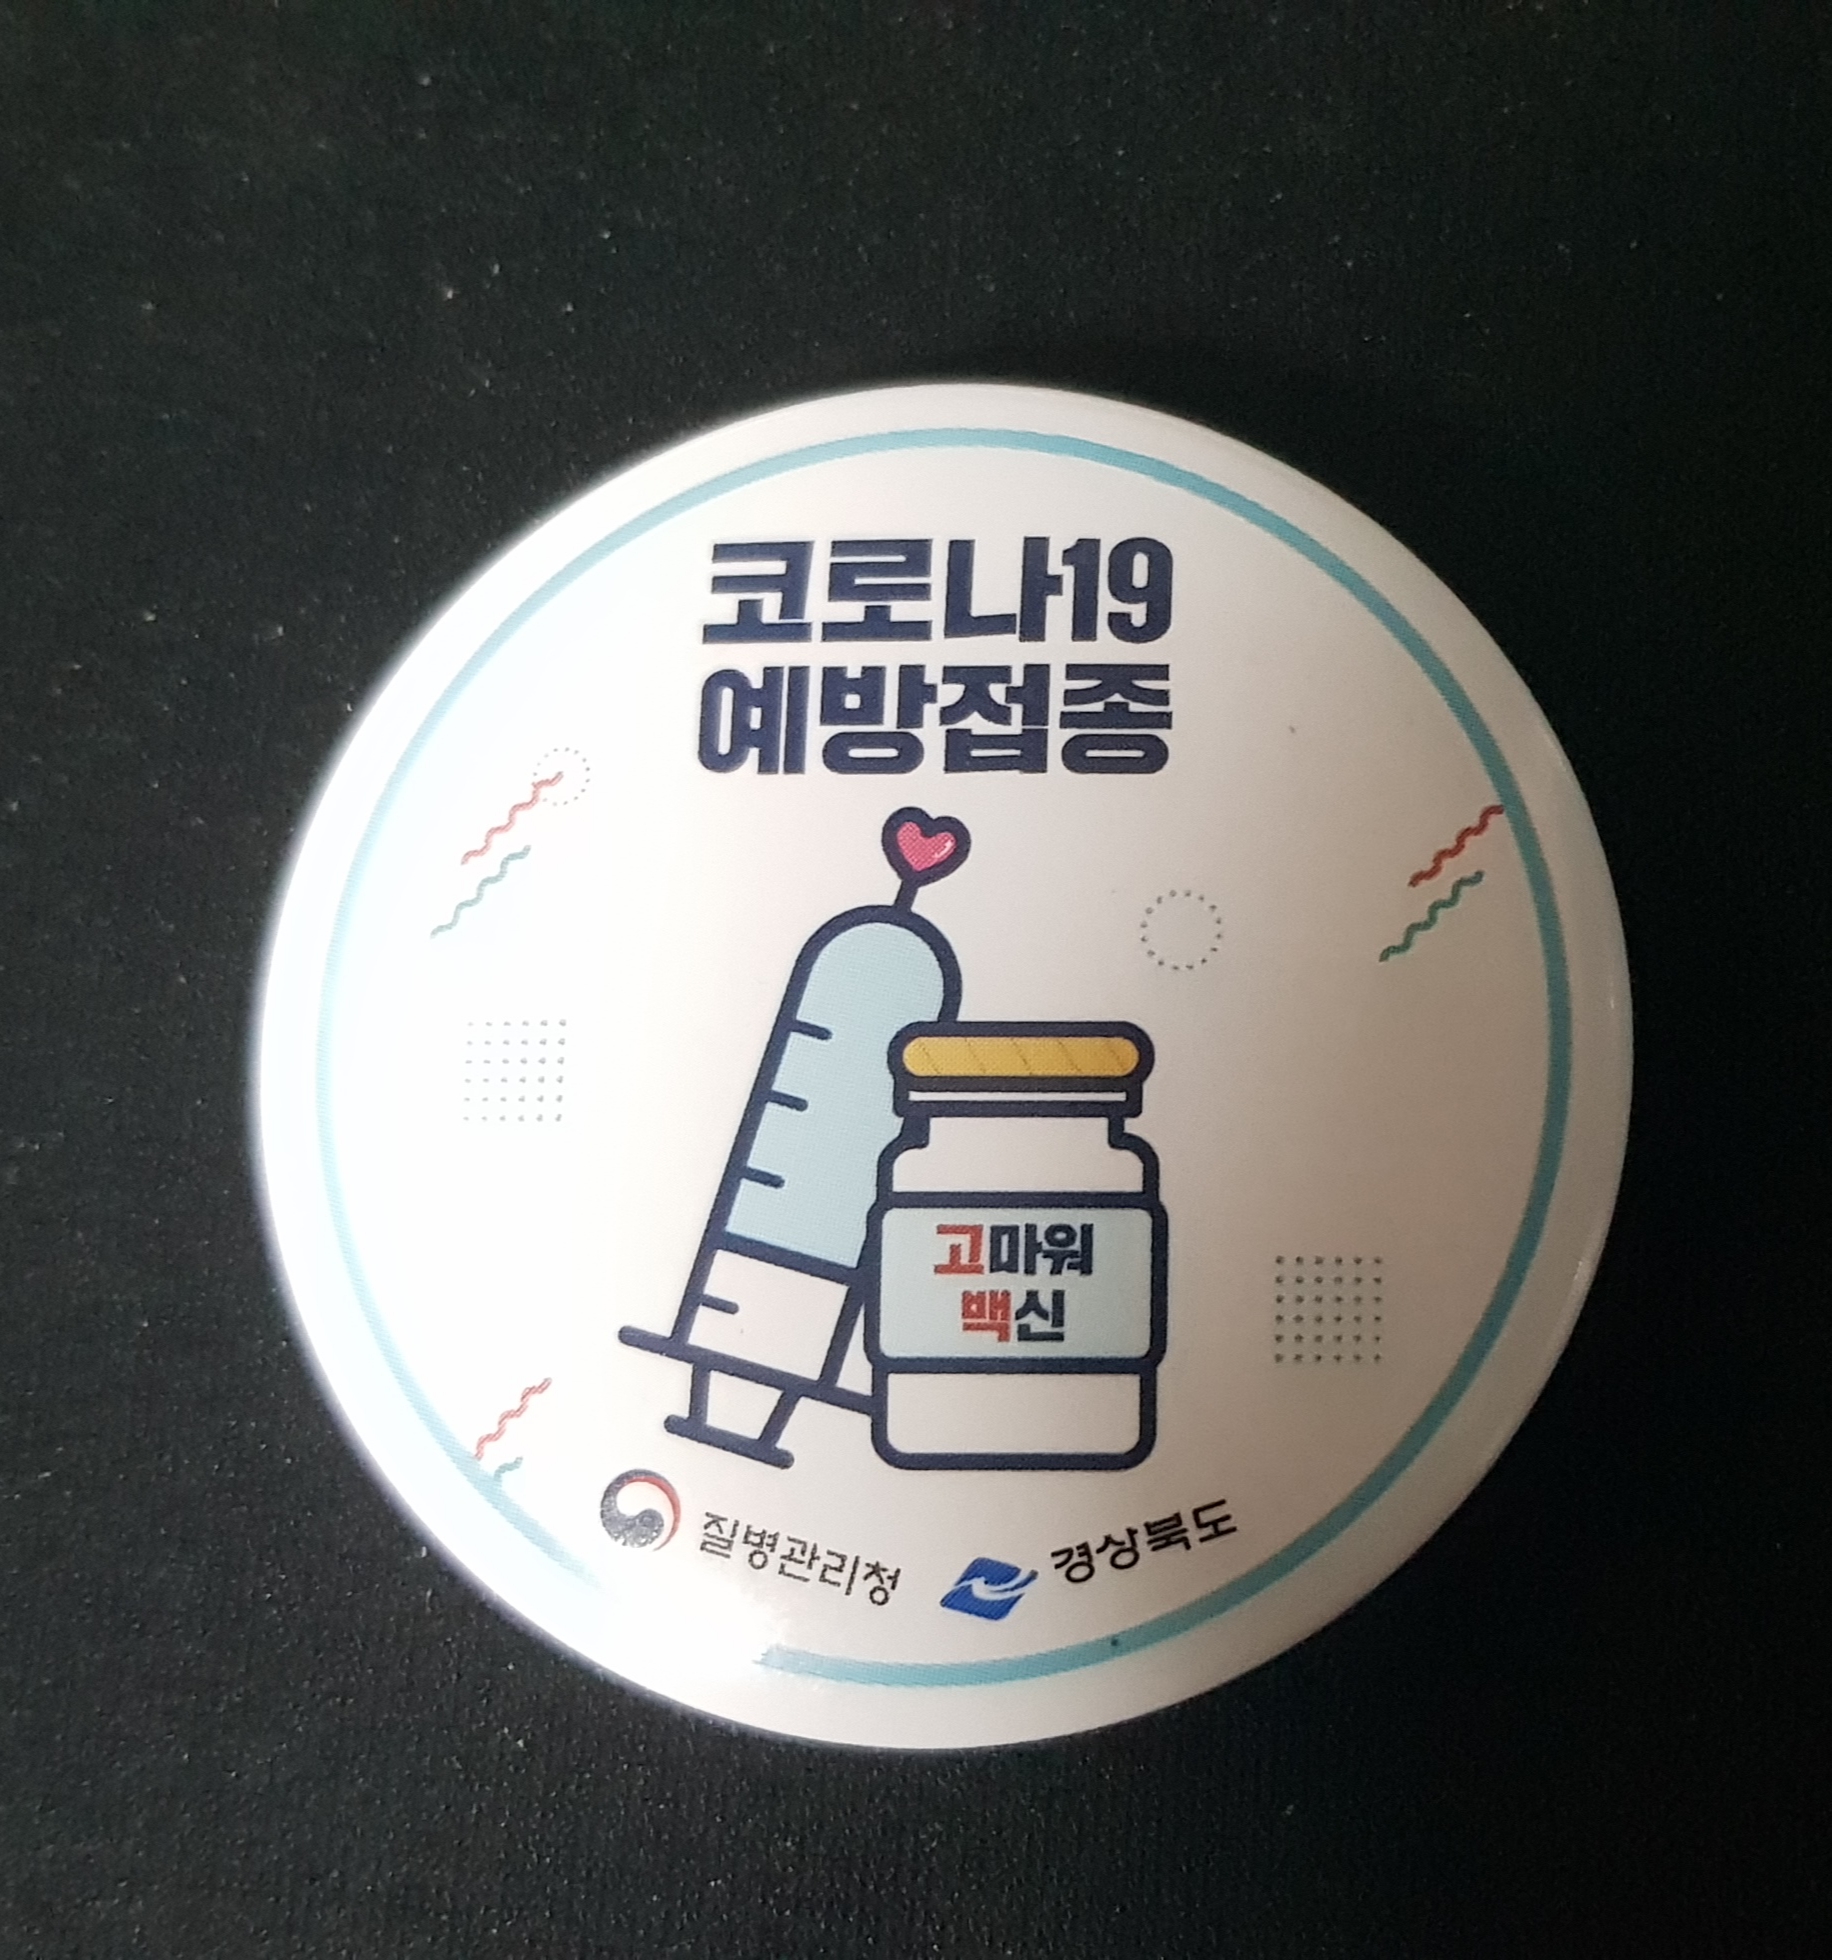 코로나19
예방접종
고마워
백신
질병관리청
경상북도